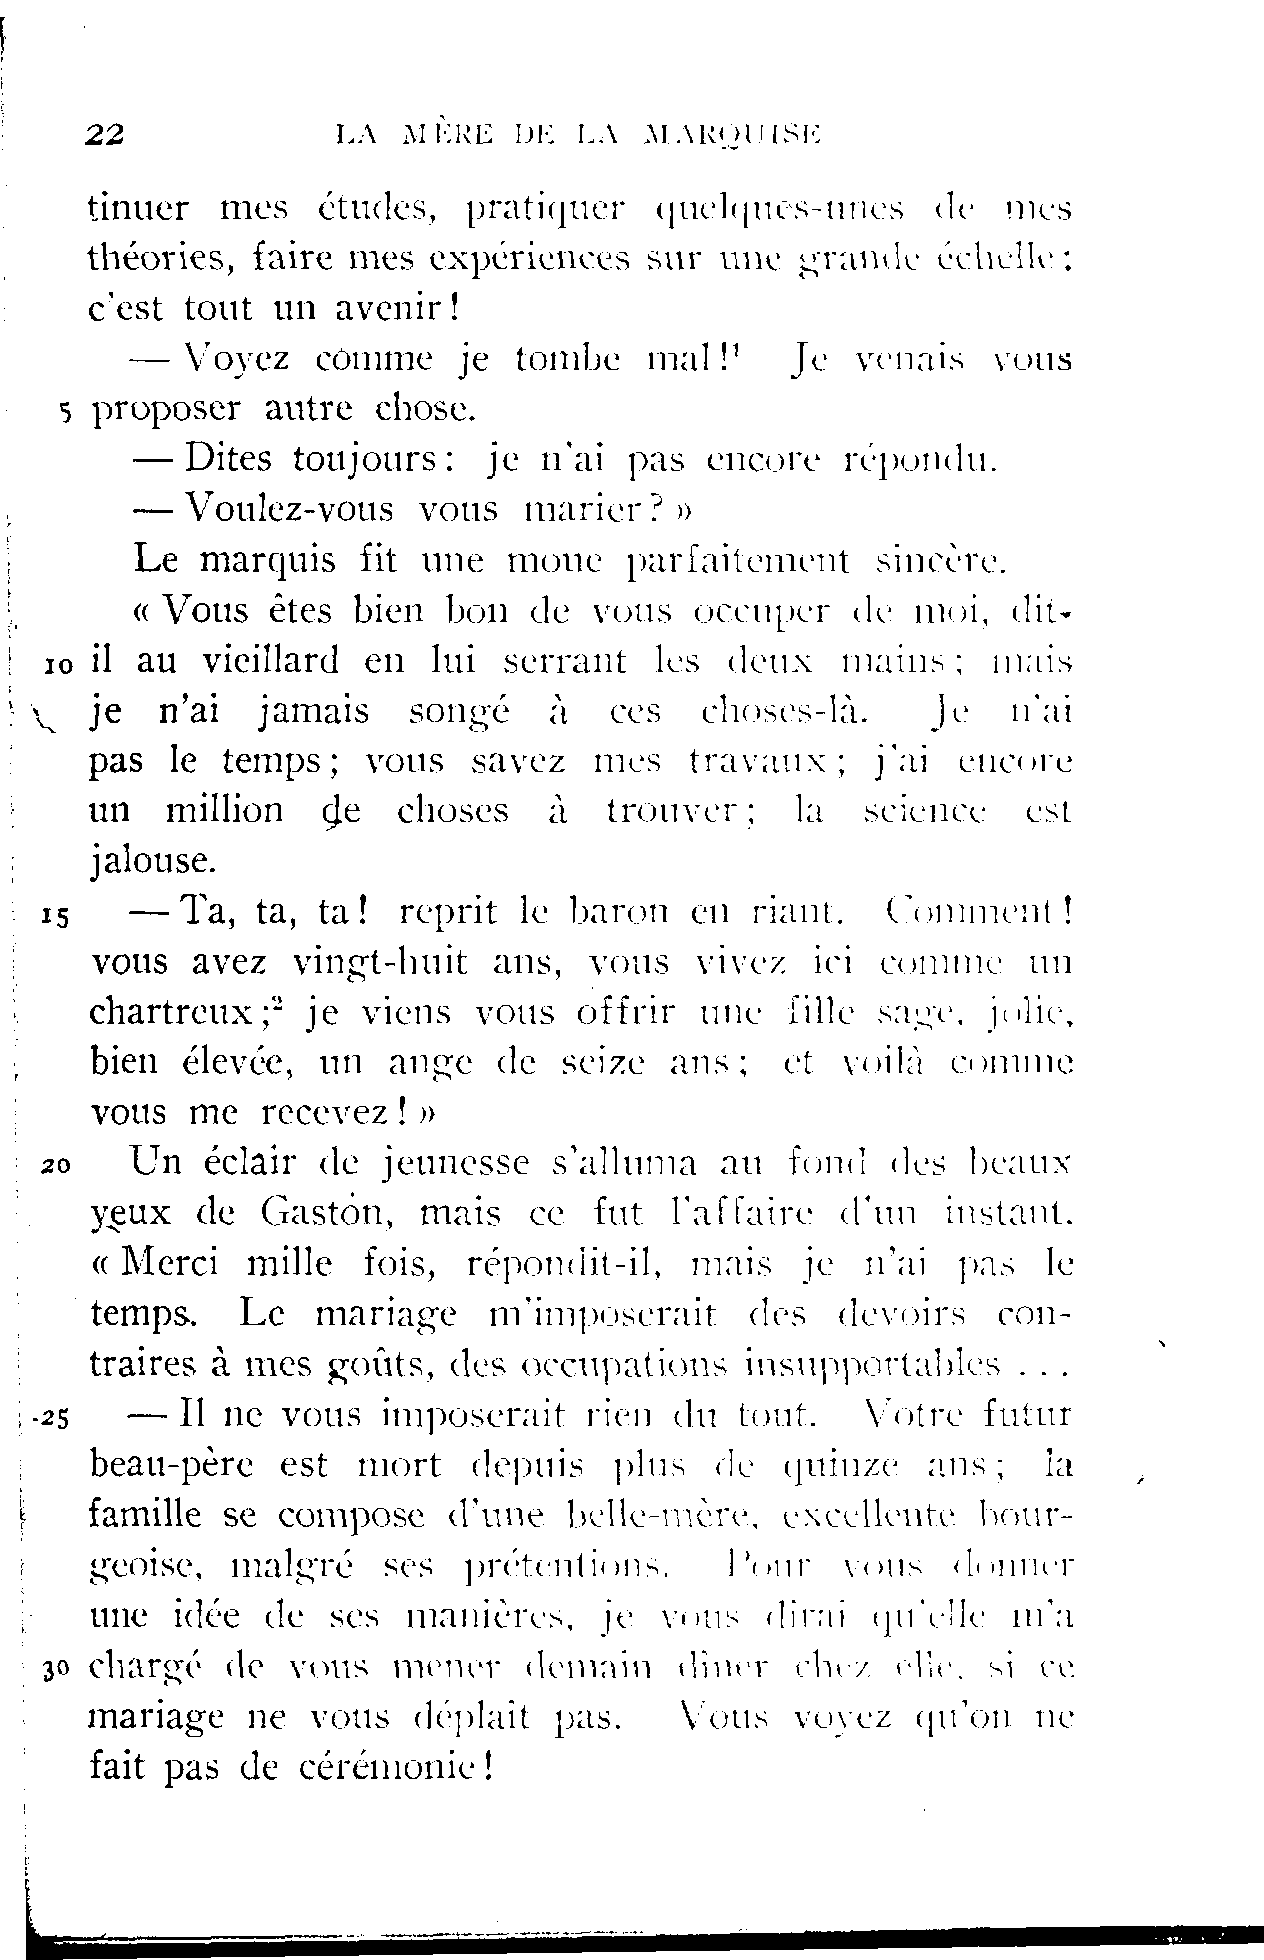 22 LA MÈRE DE LA MARQUISE
tinuer mes études, pratiquer quelques-unes de mes
théories, faire mes expériences sur une grande échelle:
c'est tout un avenir!
— Voyez comme je tombe mal!¹ Je venais vous
5 proposer autre chose.
— Dites toujours: je n'ai pas encore répondu.
— Voulez-vous vous marier? »
Le marquis fit une moue parfaitement sincère.
« Vous êtes bien bon de vous occuper de moi, dit-
10 il au vieillard en lui serrant les deux mains; mais
je n'ai jamais songé à ces choses-là. Je n'ai
pas le temps; vous savez mes travaux; j'ai encore
un million de choses à trouver; la science est
jalouse.
15 — Ta, ta, ta! reprit le baron en riant. Comment!
vous avez vingt-huit ans, vous vivez ici comme un
chartreux;² je viens vous offrir une fille sage, jolie,
bien élevée, un ange de seize ans; et voilà comme
vous me recevez! »
20 Un éclair de jeunesse s'alluma au fond des beaux
yeux de Gaston, mais ce fut l'affaire d'un instant.
« Merci mille fois, répondit-il, mais je n'ai pas le
temps. Le mariage m'imposerait des devoirs con-
traires à mes goûts, des occupations insupportables . . .
25 — Il ne vous imposerait rien du tout. Votre futur
beau-père est mort depuis plus de quinze ans; la
famille se compose d'une belle-mère, excellente bour-
geoise, malgré ses prétentions. Pour vous donner
une idée de ses manières, je vous dirai qu'elle m'a
30 chargé de vous mener demain dîner chez elle, si ce
mariage ne vous déplait pas. Vous voyez qu'on ne
fait pas de cérémonie!